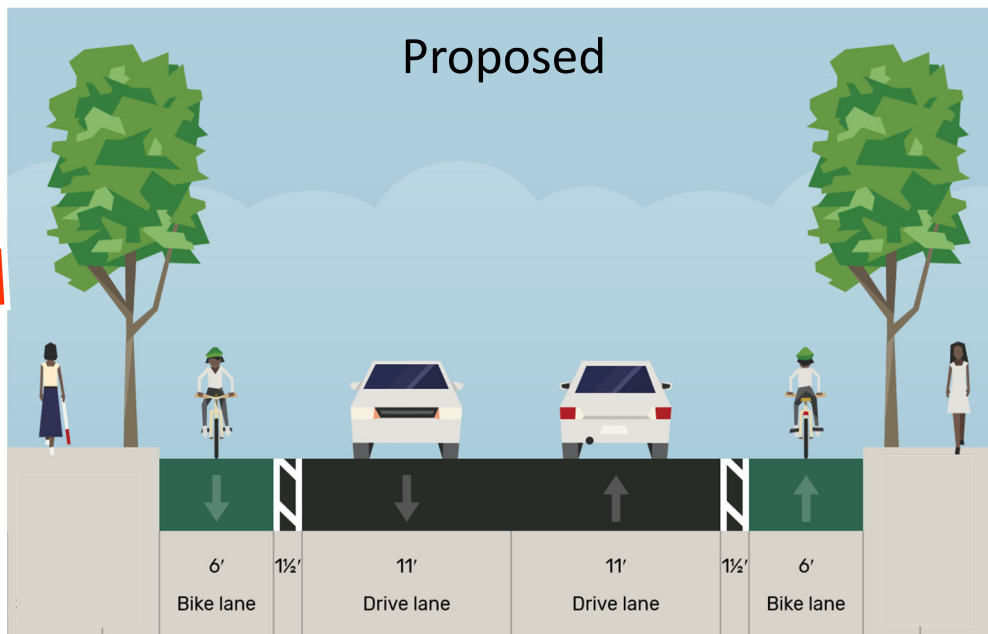 Proposed
6′ 1½′ 11′ 11′ 1½′ 6′
Bike lane Drive lane Drive lane Bike lane